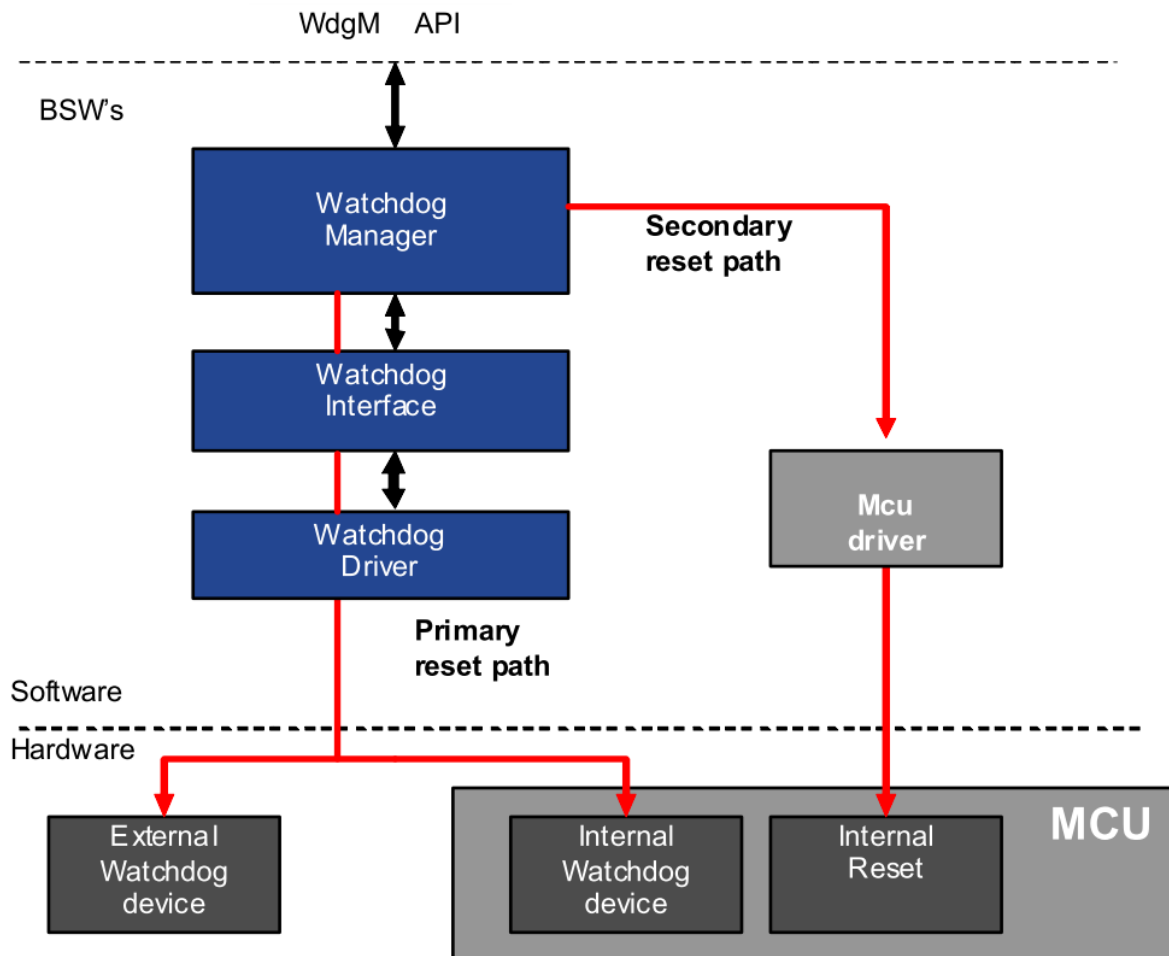 WdgM API
BSW's
Watchdog
Manager
Secondary
reset path
Watchdog
Interface
Mcu
driver
Watchdog
Driver
Primary
reset path
Software
Hardware
External
Watchdog
device
Internal
Watchdog
device
Internal
Reset
MCU